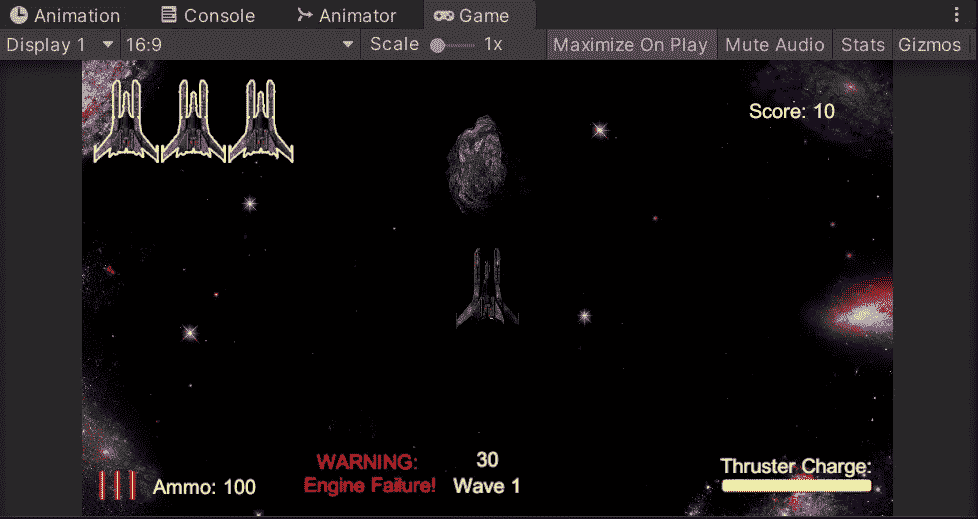 Animation Console Animator Game
Display 1 16:9 Scale 1x Maximize On Play Mute Audio Stats Gizmos
Score: 10
WARNING:
Engine Failure!
30
Wave 1
Ammo: 100
Thruster Charge: